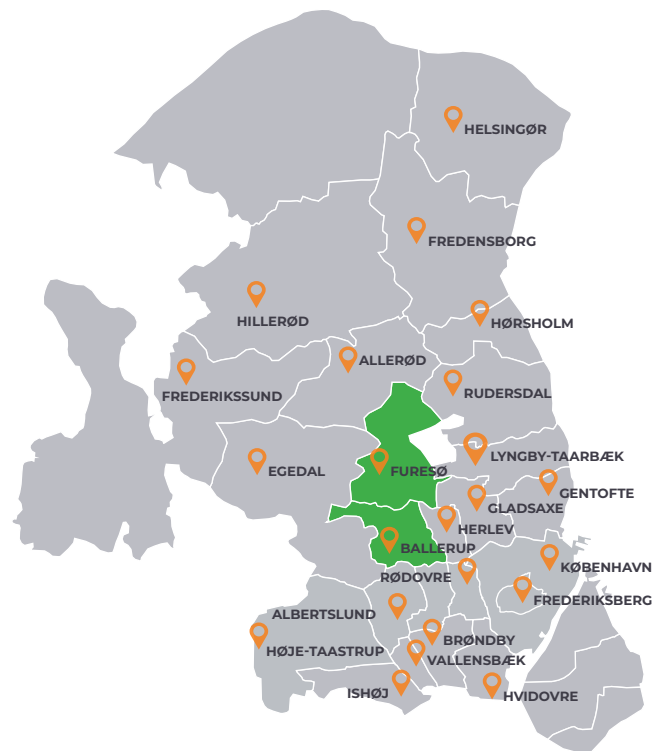 HELSINGØR
FREDENSBORG
HILLERØD
HØRSHOLM
ALLERØD
RUDERSDAL
FREDERIKSSUND
LYNGBY-TAARBÆK
EGEDAL
FURESØ
GENTOFTE
GLADSAXE
HERLEV
BALLERUP
KØBENHAVN
RØDOVRE
FREDERIKSBERG
ALBERTSLUND
BRØNDBY
HØJE-TAASTRUP
VALLENSBÆK
ISHØJ
HVIDOVRE